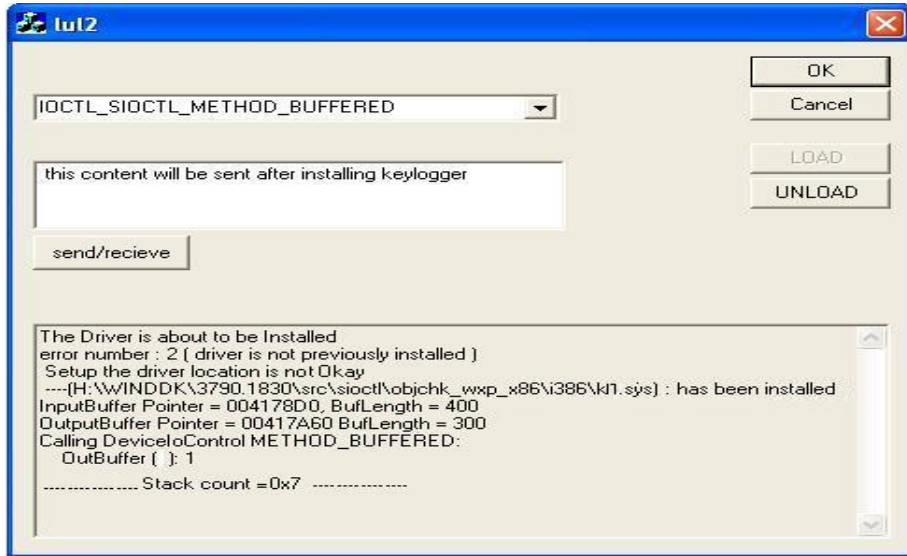 lul2
OK
IOCTL_SIOCTL_METHOD_BUFFERED
Cancel
LOAD
this content will be sent after installing keylogger
UNLOAD
send/recieve
The Driver is about to be Installed
error number : 2 ( driver is not previously installed )
Setup the driver location is not Okay
----(H:\WINDDK\3790.1830\src\sioctl\objchk_wxp_x86\i386\kl1.sys) : has been installed
InputBuffer Pointer = 004178D0, BufLength = 400
OutputBuffer Pointer = 00417A60 BufLength = 300
Calling DeviceIoControl METHOD_BUFFERED:
OutBuffer ( ): 1
................ Stack count =0x7 ----------------